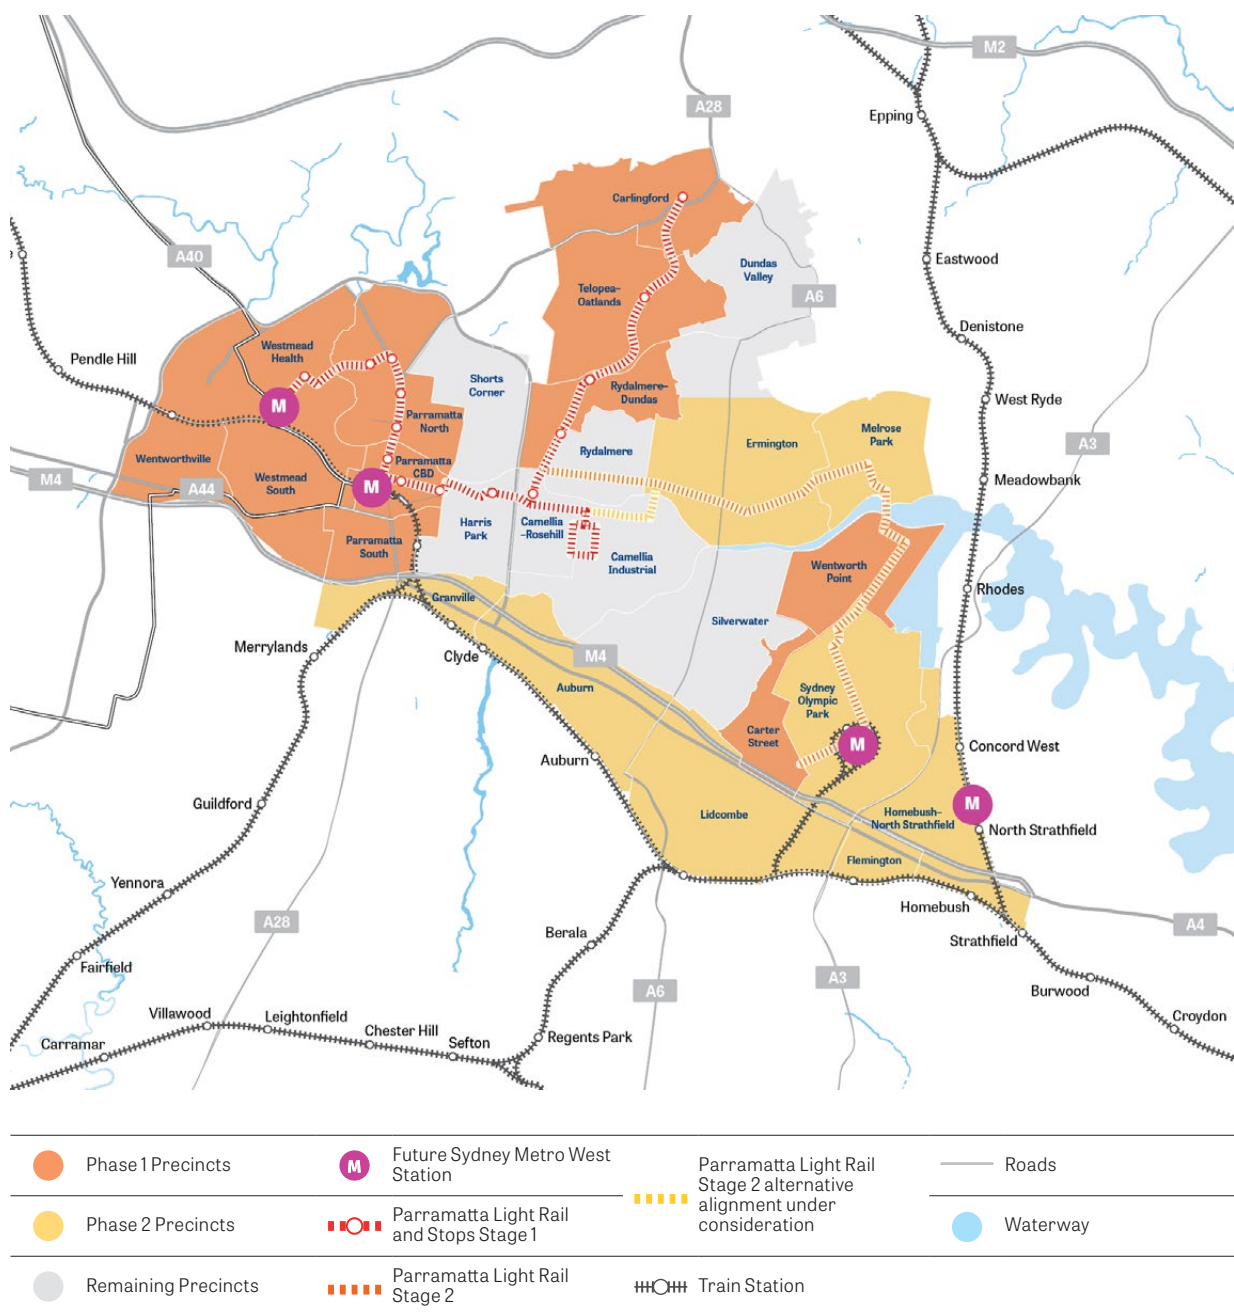 M2
A28
Epping
Carlingford
A40
Eastwood
Dundas
Valley
Telopea–
Oatlands
A6
Denistone
Westmead
Health
Pendle Hill
Shorts
Corner
Rydalmere–
Dundas
West Ryde
M
Parramatta
North
Melrose
Park
Ermington
A3
Rydalmere
Wentworthville
Parramatta
CBD
Westmead
South
M4
A44
M
Meadowbank
Harris
Park
Camellia
–Rosehill
Parramatta
South
Camellia
Industrial
Wentworth
Point
Rhodes
Granville
Silverwater
Merrylands
Clyde
M4
Auburn
Sydney
Olympic
Park
Carter
Street
M
Concord West
Auburn
Guildford
M
Lidcombe
Homebush–
North Strathfield
North Strathfield
Flemington
Yennora
Homebush
A28
A4
Berala
Strathfield
Fairfield
A6
A3
Burwood
Villawood
Leightonfield
Chester Hill
Sefton
Regents Park
Croydon
Carramar
Phase 1 Precincts
M
Future Sydney Metro West
Station
Parramatta Light Rail
Stage 2 alternative
alignment under
consideration
Roads
Phase 2 Precincts
Parramatta Light Rail
and Stops Stage 1
Waterway
Remaining Precincts
Parramatta Light Rail
Stage 2
Train Station